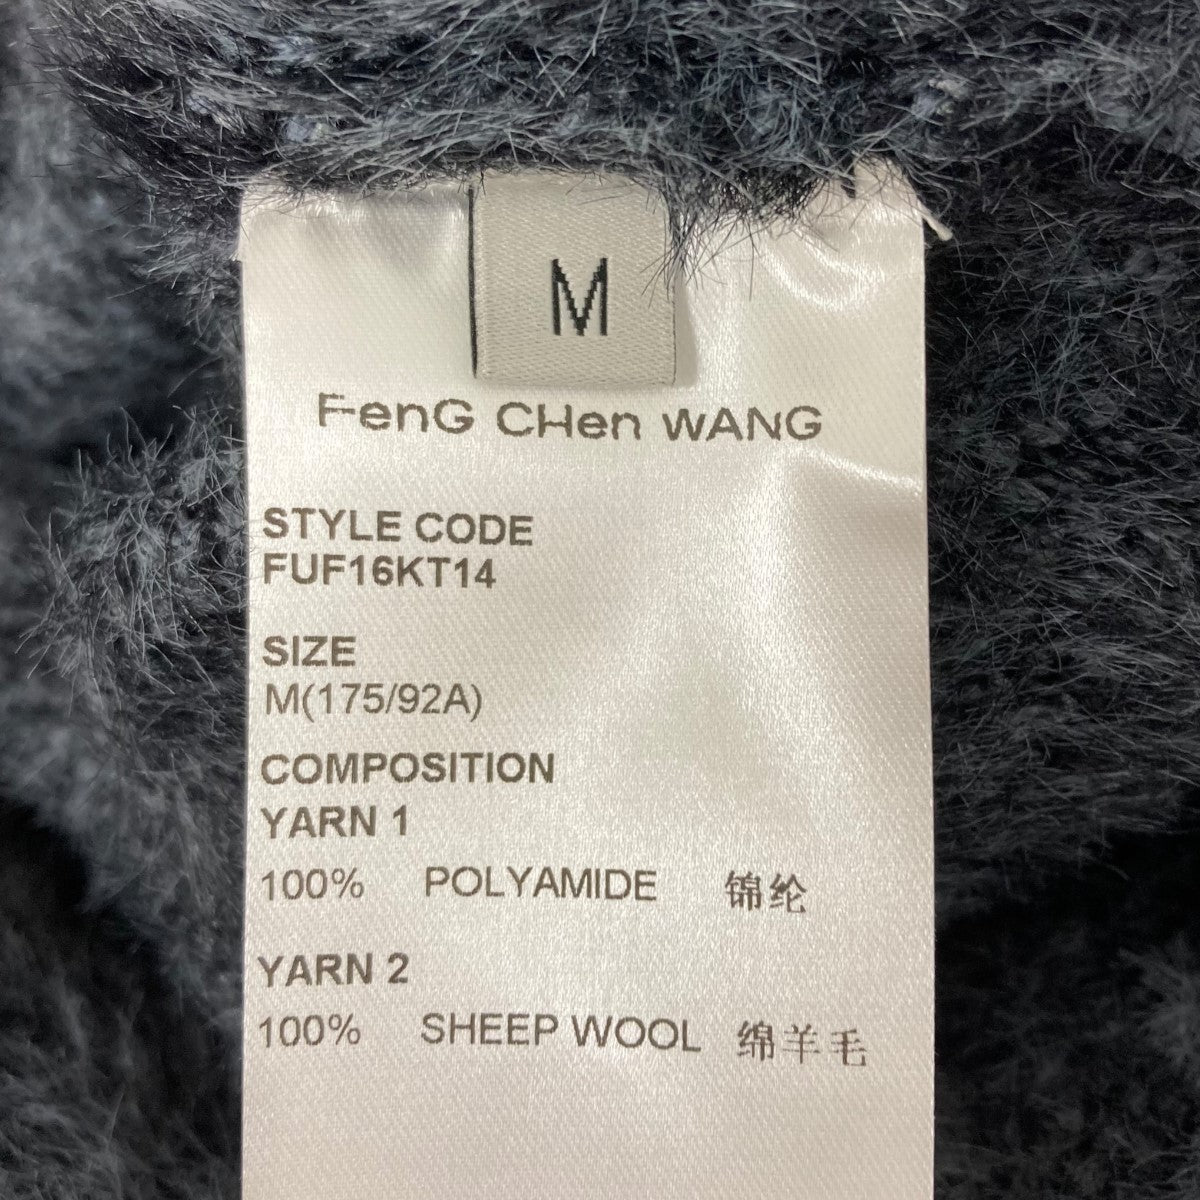 M
FenG CHen WANG
STYLE CODE
FUF16KT14
SIZE
M(175/92A)
COMPOSITION
YARN 1
100% POLYAMIDE 锦纶
YARN 2
100% SHEEP WOOL 绵羊毛